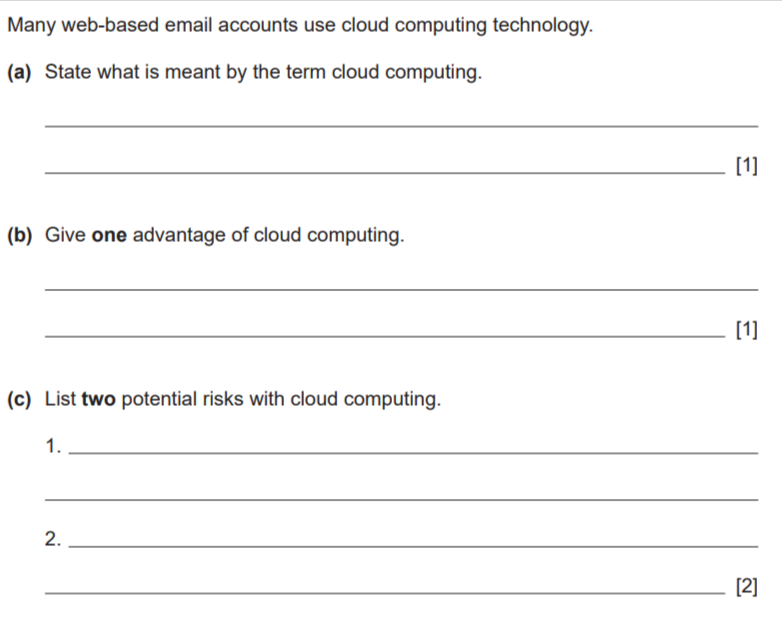 Many web-based email accounts use cloud computing technology.
(a) State what is meant by the term cloud computing.
[1]
(b) Give one advantage of cloud computing.
[1]
(c) List two potential risks with cloud computing.
1.
2.
[2]